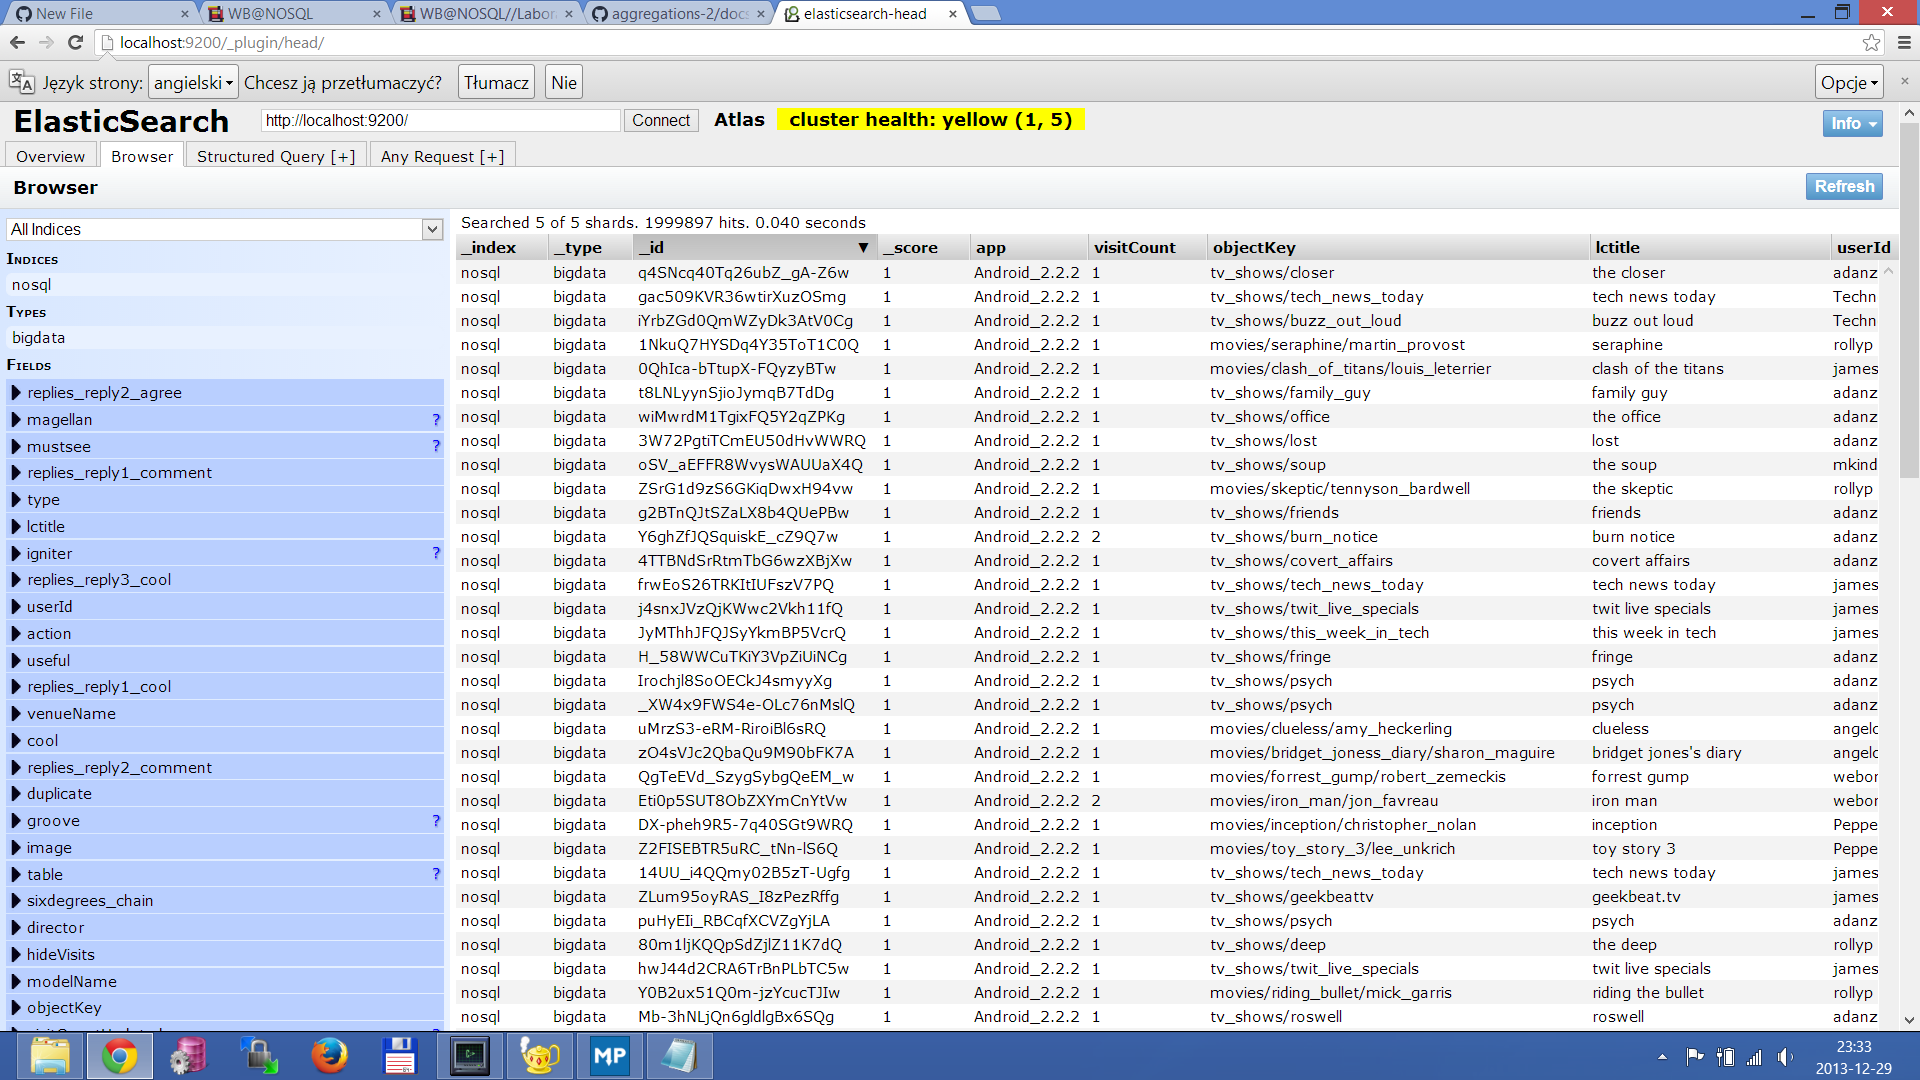 New File
WB@NOSQL
WB@NOSQL//Labor
aggregations-2/docs
elasticsearch-head
localhost:9200/_plugin/head/
Język strony: angielski Chcesz ją przetłumaczyć? Tłumacz Nie Opcje
ElasticSearch http://localhost:9200/ Connect Atlas cluster health: yellow (1, 5) Info
Overview Browser Structured Query [+] Any Request [+]
Browser Refresh
All Indices
Indices
nosql
Types
bigdata
Fields
replies_reply2_agree
magellan ?
mustsee ?
replies_reply1_comment
type
lctitle
igniter ?
replies_reply3_cool
userId
action
useful
replies_reply1_cool
venueName
cool
replies_reply2_comment
duplicate
groove ?
image
table ?
sixdegrees_chain
director
hideVisits
modelName
objectKey
Searched 5 of 5 shards. 1999897 hits. 0.040 seconds
_index _type _id _score app visitCount objectKey lctitle userId
nosql bigdata q4SNcq40Tq26ubZ_gA-Z6w 1 Android_2.2.2 1 tv_shows/closer the closer adanz
nosql bigdata gac509KVR36wtirXuzOSmg 1 Android_2.2.2 1 tv_shows/tech_news_today tech news today Techn
nosql bigdata iYrbZGd0QmWZyDk3AtV0Cg 1 Android_2.2.2 1 tv_shows/buzz_out_loud buzz out loud Techn
nosql bigdata 1NkuQ7HYSDq4Y35ToT1C0Q 1 Android_2.2.2 1 movies/seraphine/martin_provost seraphine rollyp
nosql bigdata 0QhIca-bTtupX-FQyzyBTw 1 Android_2.2.2 1 movies/clash_of_titans/louis_leterrier clash of the titans james
nosql bigdata t8LNLyynSjioJymqB7TdDg 1 Android_2.2.2 1 tv_shows/family_guy family guy adanz
nosql bigdata wiMwrdM1TgixFQ5Y2qZPKg 1 Android_2.2.2 1 tv_shows/office the office adanz
nosql bigdata 3W72PgtiTCmEU50dHvWWRQ 1 Android_2.2.2 1 tv_shows/lost lost adanz
nosql bigdata oSV_aEFFR8WvysWAUUaX4Q 1 Android_2.2.2 1 tv_shows/soup the soup mkind
nosql bigdata ZSrG1d9zS6GKiqDwxH94vw 1 Android_2.2.2 1 movies/skeptic/tennyson_bardwell the skeptic rollyp
nosql bigdata g2BTnQJtSZaLX8b4QUePBw 1 Android_2.2.2 1 tv_shows/friends friends adanz
nosql bigdata Y6ghZfJQSquiskE_cZ9Q7w 1 Android_2.2.2 2 tv_shows/burn_notice burn notice adanz
nosql bigdata 4TTBNdSrRtmTbG6wzXBjXw 1 Android_2.2.2 1 tv_shows/covert_affairs covert affairs adanz
nosql bigdata frwEoS26TRKItIUFszV7PQ 1 Android_2.2.2 1 tv_shows/tech_news_today tech news today james
nosql bigdata j4snxJVzQjKWwc2Vkh11fQ 1 Android_2.2.2 1 tv_shows/twit_live_specials twit live specials james
nosql bigdata JyMThhJFQJSyYkmBP5VcrQ 1 Android_2.2.2 1 tv_shows/this_week_in_tech this week in tech james
nosql bigdata H_58WWCuTKiY3VpZiUiNCg 1 Android_2.2.2 1 tv_shows/fringe fringe adanz
nosql bigdata Irochjl8SoOECkJ4smyyXg 1 Android_2.2.2 1 tv_shows/psych psych adanz
nosql bigdata _XW4x9FWS4e-OLc76nMslQ 1 Android_2.2.2 1 tv_shows/psych psych adanz
nosql bigdata uMrzS3-eRM-RiroiBl6sRQ 1 Android_2.2.2 1 movies/clueless/amy_heckerling clueless angelc
nosql bigdata zO4sVJc2QbaQu9M90bFK7A 1 Android_2.2.2 1 movies/bridget_joness_diary/sharon_maguire bridget jones's diary angelc
nosql bigdata QgTeEVd_SzygSybgQeEM_w 1 Android_2.2.2 1 movies/forrest_gump/robert_zemeckis forrest gump webor
nosql bigdata Eti0p5SUT8ObZXYmCnYtVw 1 Android_2.2.2 2 movies/iron_man/jon_favreau iron man webor
nosql bigdata DX-pheh9R5-7q40SGt9WRQ 1 Android_2.2.2 1 movies/inception/christopher_nolan inception Peppe
nosql bigdata Z2FISEBTR5uRC_tNn-lS6Q 1 Android_2.2.2 1 movies/toy_story_3/lee_unkrich toy story 3 Peppe
nosql bigdata 14UU_i4QQmy02B5zT-Ugfg 1 Android_2.2.2 1 tv_shows/tech_news_today tech news today james
nosql bigdata ZLum95oyRAS_I8zPezRffg 1 Android_2.2.2 1 tv_shows/geekbeattv geekbeat.tv james
nosql bigdata puHyEIi_RBCqfXCVZgYjLA 1 Android_2.2.2 1 tv_shows/psych psych adanz
nosql bigdata 80m1ljKQQpSdZjlZ11K7dQ 1 Android_2.2.2 1 tv_shows/deep the deep rollyp
nosql bigdata hwJ44d2CRA6TrBnPLbTC5w 1 Android_2.2.2 1 tv_shows/twit_live_specials twit live specials james
nosql bigdata Y0B2ux51Q0m-jzYcucTJIw 1 Android_2.2.2 1 movies/riding_bullet/mick_garris riding the bullet rollyp
nosql bigdata Mb-3hNLjQn6gldlgBx6SQg 1 Android_2.2.2 1 tv_shows/roswell roswell adanz
MP
23:33
2013-12-29